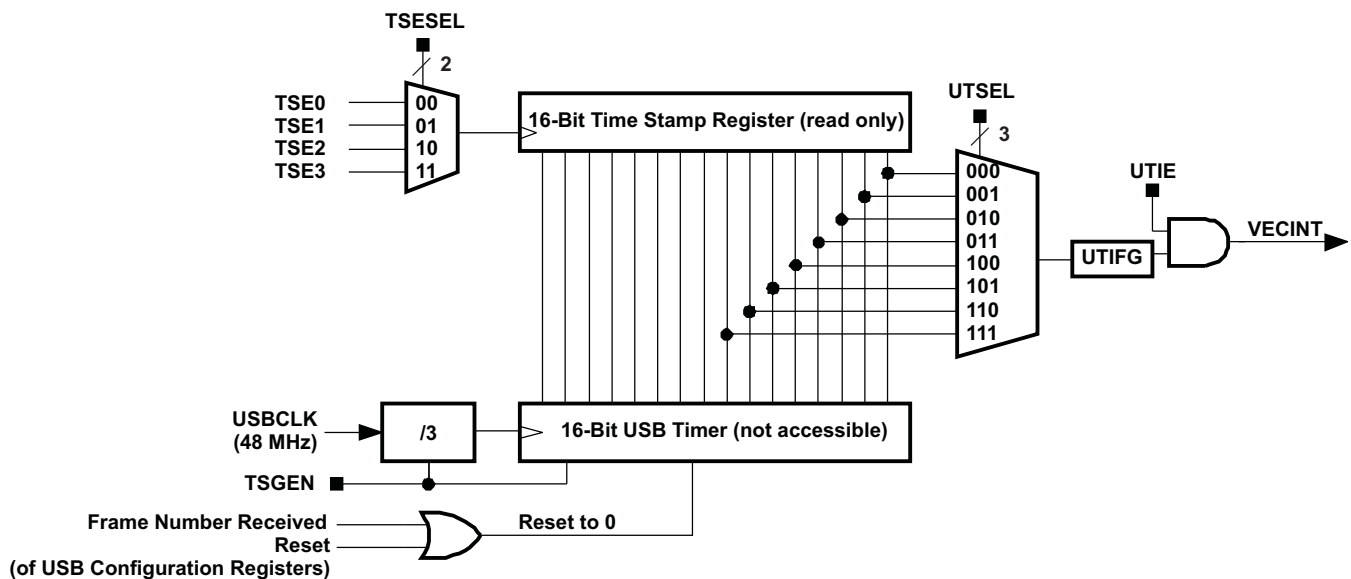 TSESEL
2
TSE0
TSE1
TSE2
TSE3
00
01
10
11
16-Bit Time Stamp Register (read only)
UTSEL
3
000
001
010
011
100
101
110
111
UTIE
UTIFG
VECINT
USBCLK
(48 MHz)
/3
16-Bit USB Timer (not accessible)
TSGEN
Frame Number Received
Reset
(of USB Configuration Registers)
Reset to 0